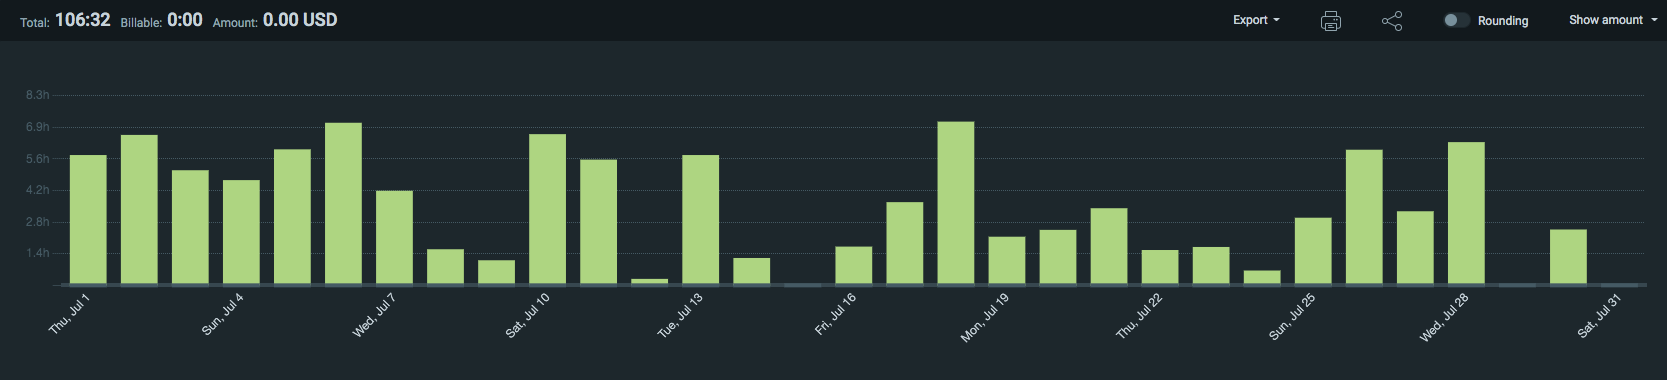 Total: 106:32 Billable: 0:00 Amount: 0.00 USD Export Rounding Show amount
8.3h
6.9h
5.6h
4.2h
2.8h
1.4h
Thu, Jul 1 Sun, Jul 4 Wed, Jul 7 Sat, Jul 10 Tue, Jul 13 Fri, Jul 16 Mon, Jul 19 Thu, Jul 22 Sun, Jul 25 Wed, Jul 28 Sat, Jul 31